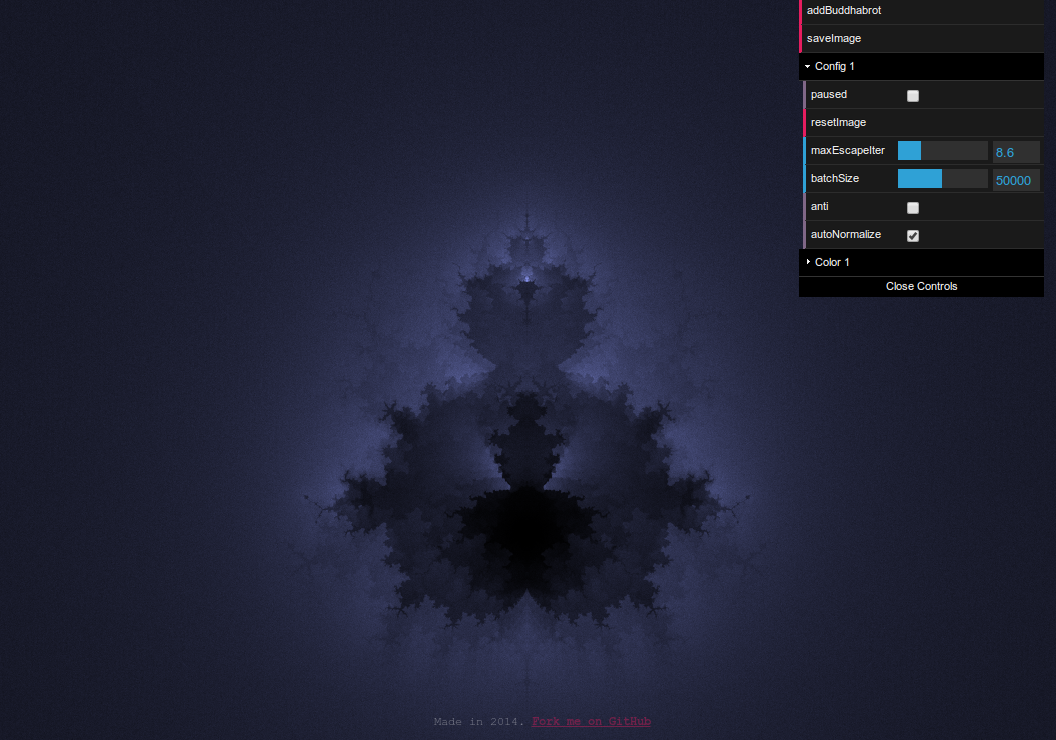 addBuddhabrot
saveImage
Config 1
paused
resetImage
maxEscapeIter 8.6
batchSize 50000
anti
autoNormalize
Color 1
Close Controls
Made in 2014. Fork me on GitHub